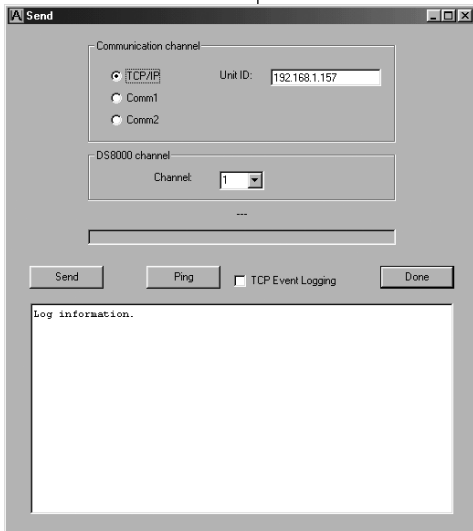 A Send
Communication channel
TCP/IP
Unit ID:
192.168.1.157
Comm1
Comm2
DS8000 channel
Channel:
1
---
Send
Ping
TCP Event Logging
Done
Log information.